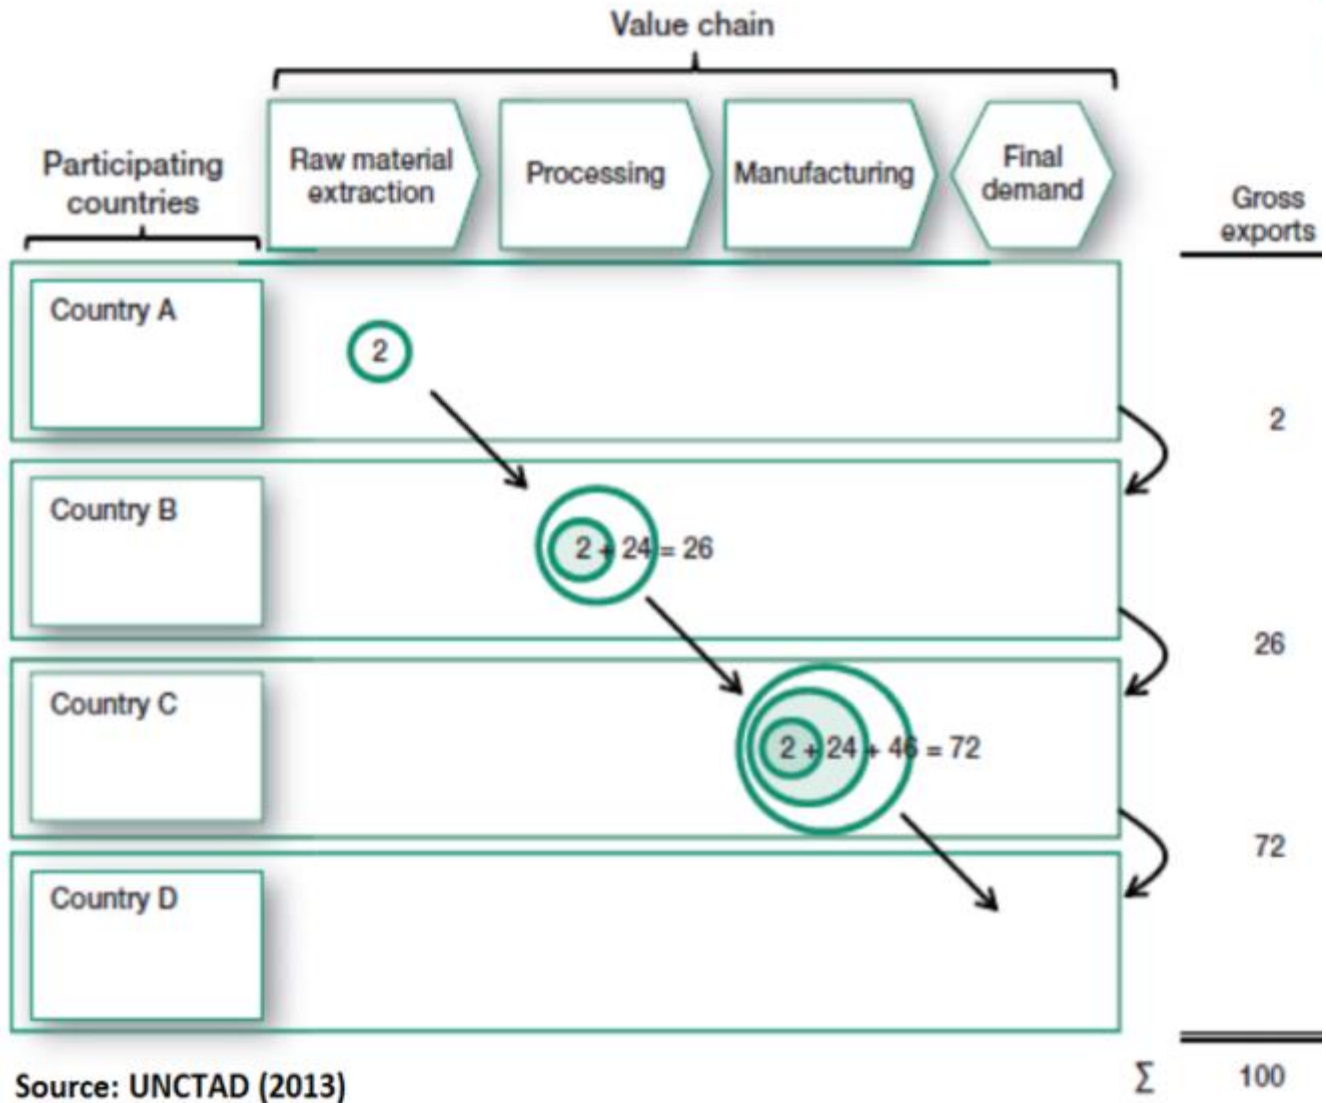 Value chain
Participating
countries
Raw material
extraction
Processing
Manufacturing
Final
demand
Gross
exports
Country A
2
2
Country B
2 + 24 = 26
26
Country C
2 + 24 + 46 = 72
72
Country D
Source: UNCTAD (2013)
Σ 100